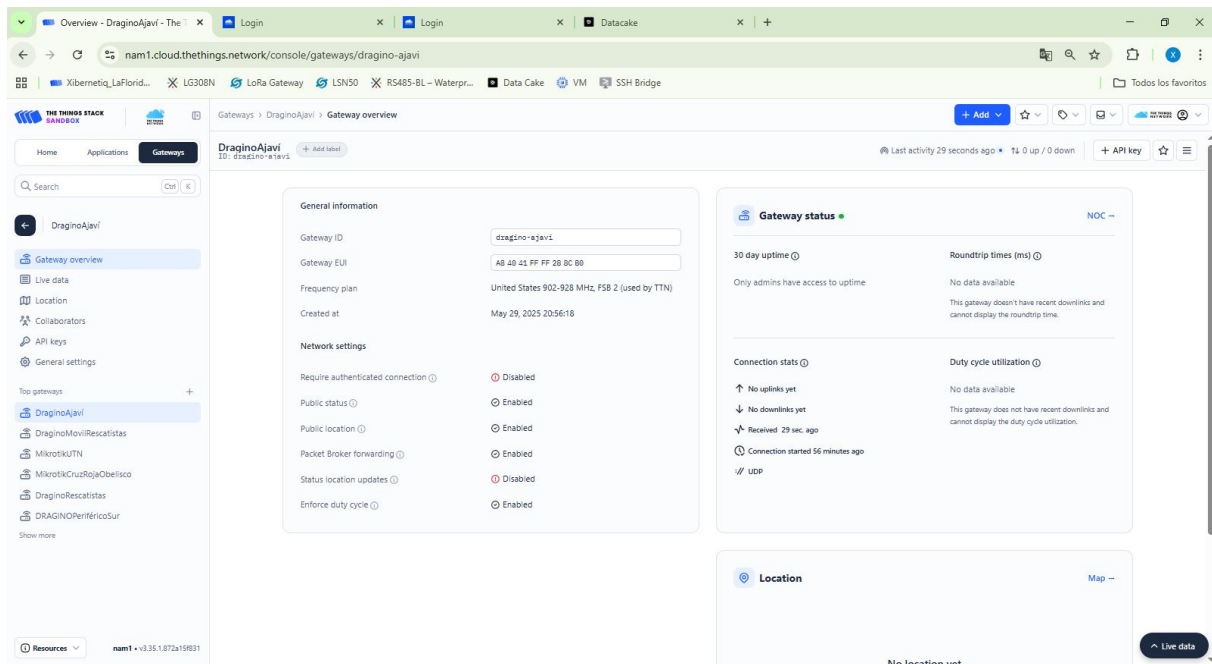 Overview - DraginoAjaví - The T
Login
Login
Datacake
nam1.cloud.thethings.network/console/gateways/dragino-ajavi
Xibernetiq_LaFlorid...
LG308N
LoRa Gateway
LSN50
RS485-BL – Waterpr...
Data Cake
VM
SSH Bridge
Todos los favoritos
THE THINGS STACK
SANDBOX
Gateways > DraginoAjaví > Gateway overview
+ Add
THE THINGS
NETWORK
Home
Applications
Gateways
DraginoAjaví
+ Add label
ID: dragino-ajavi
Last activity 29 seconds ago
0 up / 0 down
+ API key
Search
Ctrl
K
DraginoAjaví
Gateway overview
Live data
Location
Collaborators
API keys
General settings
Top gateways
+
DraginoAjaví
DraginoMovilRescatistas
MikrotikUTN
MikrotikCruzRojaObelisco
DraginoRescatistas
DRAGINOPeriféricoSur
Show more
Resources
nam1 • v3.35.1.872a15f831
General information
Gateway ID
dragino-ajavi
Gateway EUI
A8 40 41 FF FF 28 8C B0
Frequency plan
United States 902-928 MHz, FSB 2 (used by TTN)
Created at
May 29, 2025 20:56:18
Network settings
Require authenticated connection
Disabled
Public status
Enabled
Public location
Enabled
Packet Broker forwarding
Enabled
Status location updates
Disabled
Enforce duty cycle
Enabled
Gateway status
NOC →
30 day uptime
Only admins have access to uptime
Roundtrip times (ms)
No data available
This gateway doesn't have recent downlinks and
cannot display the roundtrip time.
Connection stats
No uplinks yet
No downlinks yet
Received 29 sec. ago
Connection started 56 minutes ago
UDP
Duty cycle utilization
No data available
This gateway does not have recent downlinks and
cannot display the duty cycle utilization.
Location
Map →
No location yet
Live data